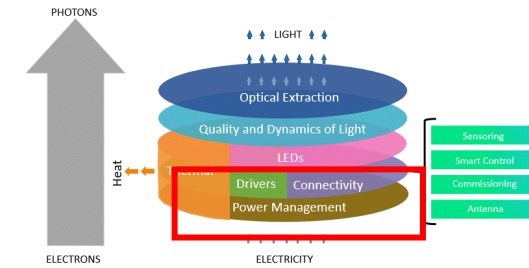 PHOTONS
LIGHT
Optical Extraction
Quality and Dynamics of Light
LEDs
Thermal
Heat
Drivers
Connectivity
Power Management
Sensoring
Smart Control
Commissioning
Antenna
ELECTRONS
ELECTRICITY